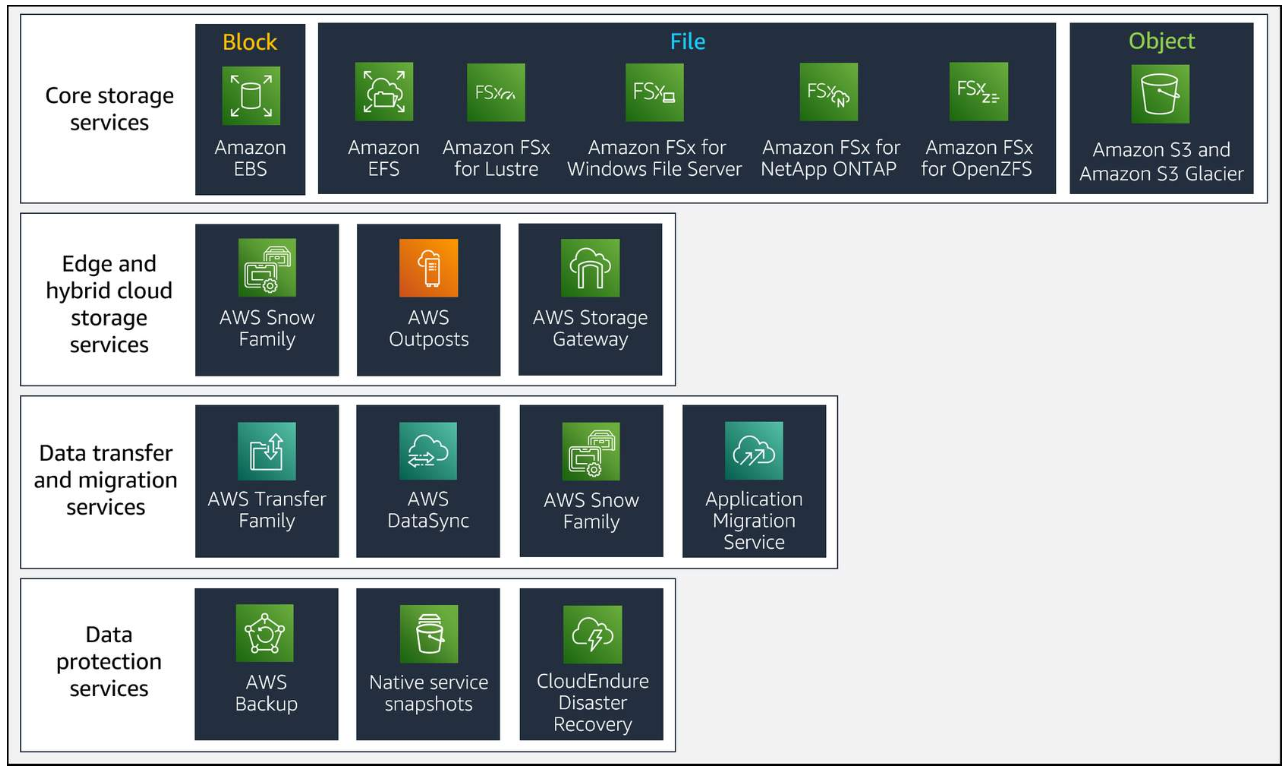 Core storage
services
Block
Amazon
EBS
File
Amazon
EFS
FSx
Amazon FSx
for Lustre
FSx
Amazon FSx for
Windows File Server
FSx
N
Amazon FSx for
NetApp ONTAP
FSx
Z
Amazon FSx
for OpenZFS
Object
Amazon S3 and
Amazon S3 Glacier
Edge and
hybrid cloud
storage
services
AWS Snow
Family
AWS
Outposts
AWS Storage
Gateway
Data transfer
and migration
services
AWS Transfer
Family
AWS
DataSync
AWS Snow
Family
Application
Migration
Service
Data
protection
services
AWS
Backup
Native service
snapshots
CloudEndure
Disaster
Recovery